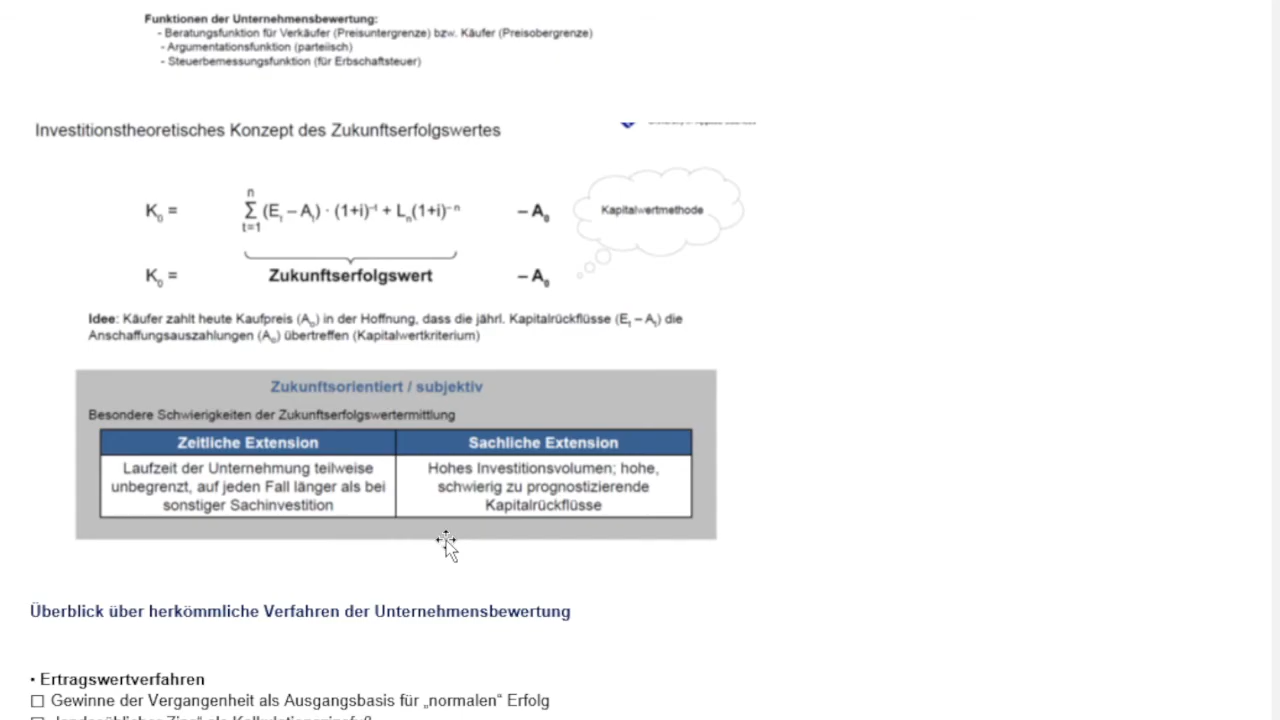 Funktionen der Unternehmensbewertung:
- Beratungsfunktion für Verkäufer (Preisuntergrenze) bzw. Käufer (Preisobergrenze)
- Argumentationsfunktion (parteiisch)
- Steuerbemessungsfunktion (für Erbschaftsteuer)
Investitionstheoretisches Konzept des Zukunftserfolgswertes
K₀ = n Σ t=1 (Eₜ – Aₜ) · (1+i)⁻ᵗ + Lₙ(1+i)⁻ⁿ – A₀
Kapitalwertmethode
K₀ = Zukunftserfolgswert – A₀
Idee: Käufer zahlt heute Kaufpreis (A₀) in der Hoffnung, dass die jährl. Kapitalrückflüsse (Eₜ – Aₜ) die
Anschaffungsauszahlungen (A₀) übertreffen (Kapitalwertkriterium)
Zukunftsorientiert / subjektiv
Besondere Schwierigkeiten der Zukunftserfolgswertermittlung
Zeitliche Extension
Laufzeit der Unternehmung teilweise
unbegrenzt, auf jeden Fall länger als bei
sonstiger Sachinvestition
Sachliche Extension
Hohes Investitionsvolumen; hohe,
schwierig zu prognostizierende
Kapitalrückflüsse
Überblick über herkömmliche Verfahren der Unternehmensbewertung
• Ertragswertverfahren
☐ Gewinne der Vergangenheit als Ausgangsbasis für „normalen“ Erfolg